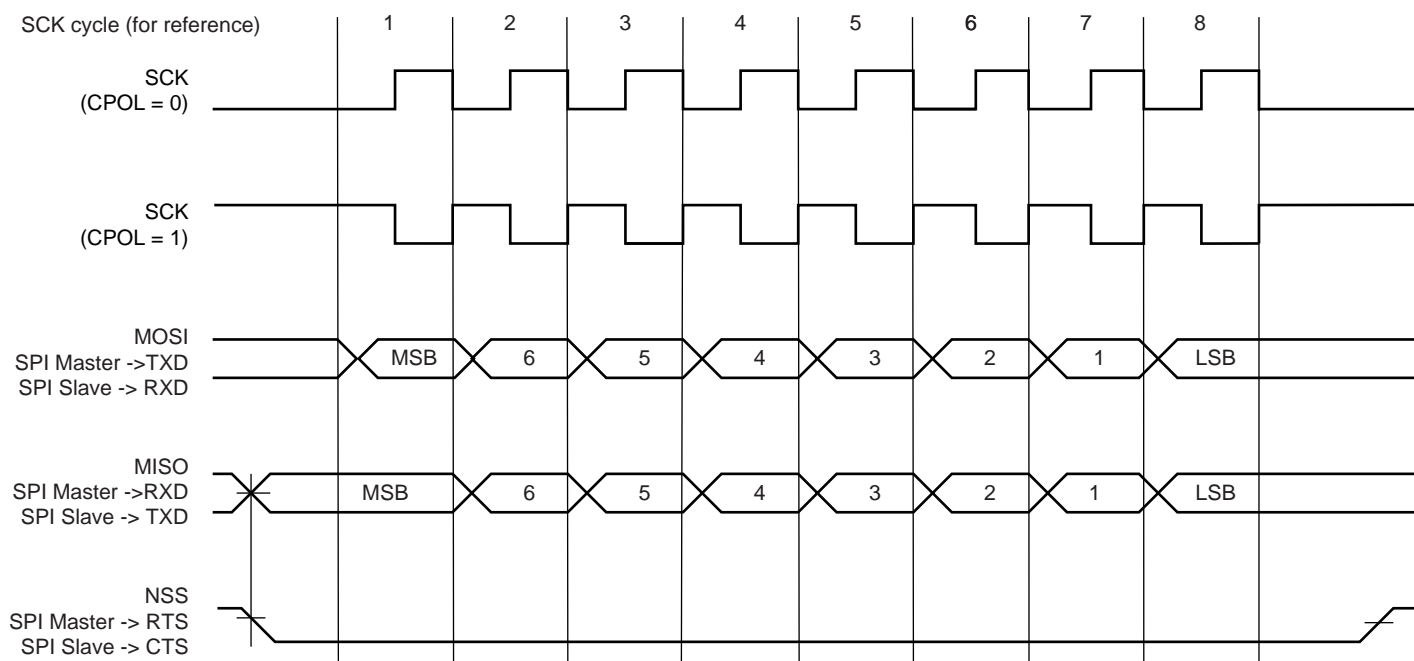 SCK cycle (for reference) 1 2 3 4 5 6 7 8
SCK
(CPOL = 0)
SCK
(CPOL = 1)
MOSI
SPI Master ->TXD
SPI Slave -> RXD
MSB 6 5 4 3 2 1 LSB
MISO
SPI Master ->RXD
SPI Slave -> TXD
MSB 6 5 4 3 2 1 LSB
NSS
SPI Master -> RTS
SPI Slave -> CTS